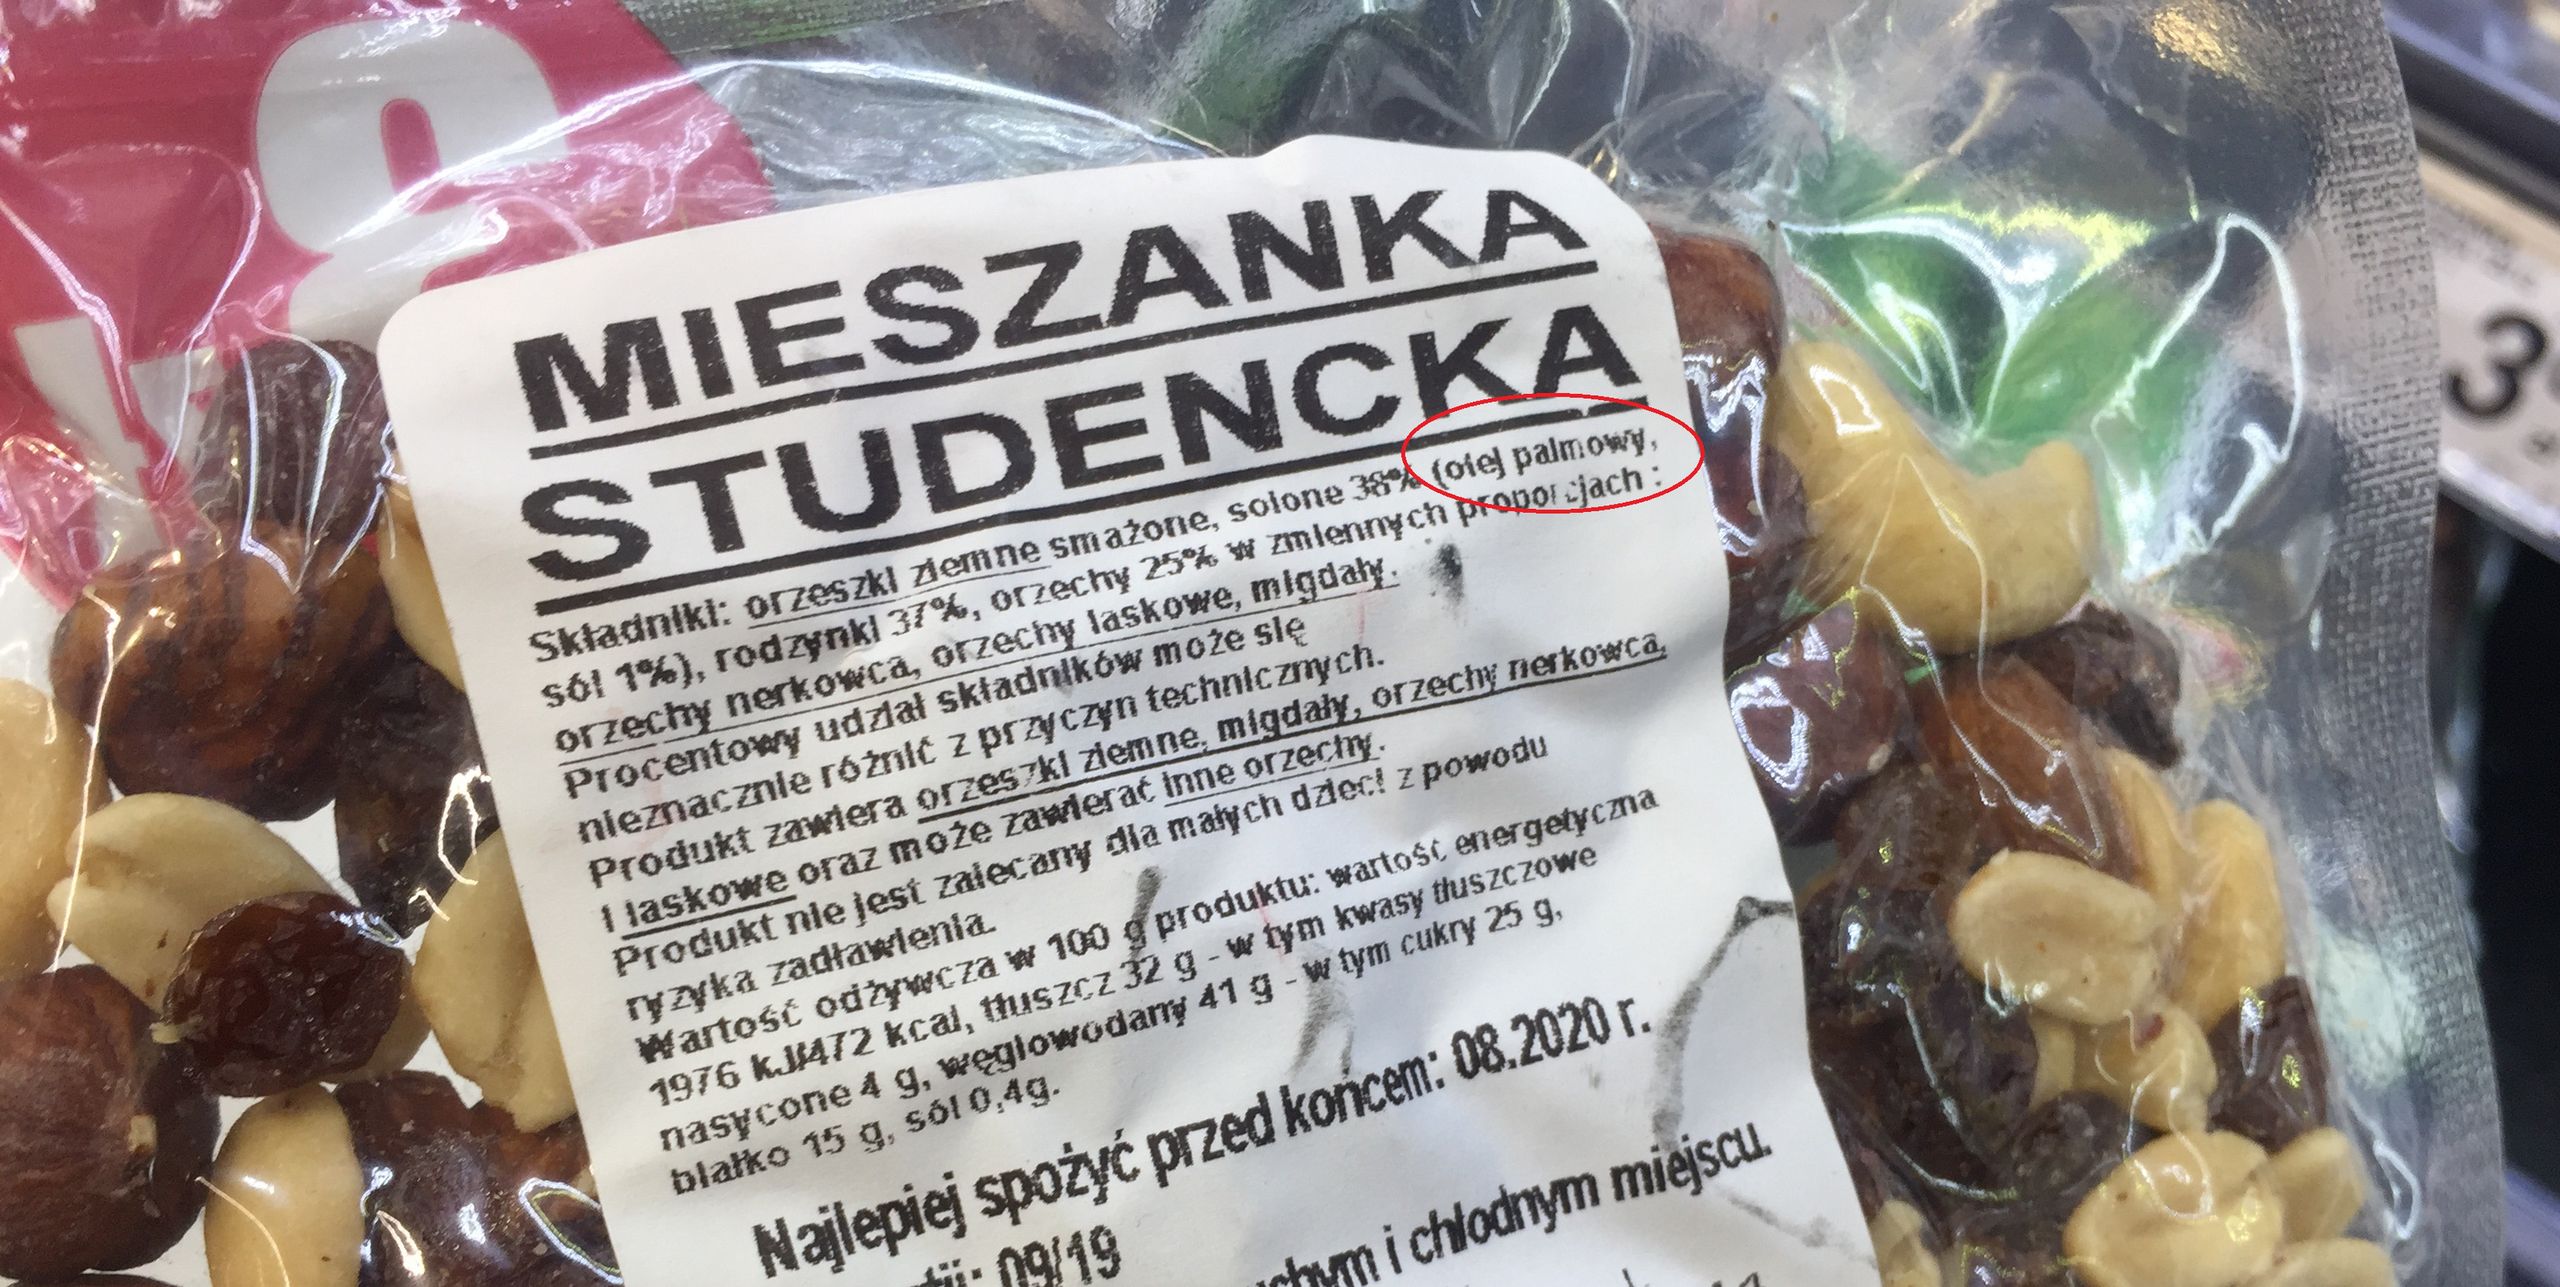 MIESZANKA
STUDENCKA
Składniki: orzeszki ziemne smażone, solone 38% (olej palmowy,
sól 1%), rodzynki 37%, orzechy 25% w zmiennych proporcjach :
orzechy nerkowca, orzechy laskowe, migdały.
Procentowy udział składników może się
nieznacznie różnić z przyczyn technicznych.
Produkt zawiera orzeszki ziemne, migdały, orzechy nerkowca,
i laskowe oraz może zawierać inne orzechy.
Produkt nie jest zalecany dla małych dzieci z powodu
ryzyka zadławienia.
Wartość odżywcza w 100 g produktu: wartość energetyczna
1976 kJ/472 kcal, tłuszcz 32 g - w tym kwasy tłuszczowe
nasycone 4 g, węglowodany 41 g - w tym cukry 25 g,
białko 15 g, sól 0,4g.
Najlepiej spożyć przed końcem: 08.2020 r.
09/19
i chłodnym miejscu.
3